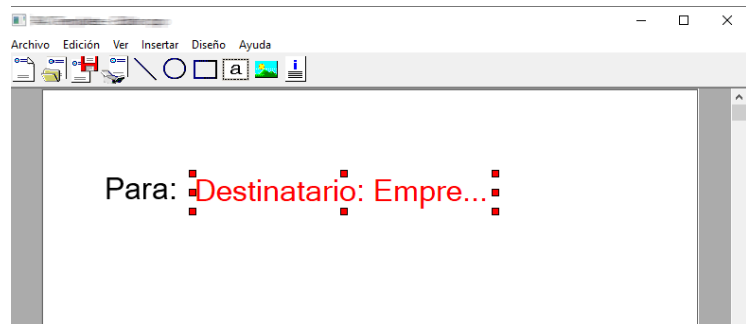 Archivo Edición Ver Insertar Diseño Ayuda
a
Para: Destinatario: Empre...